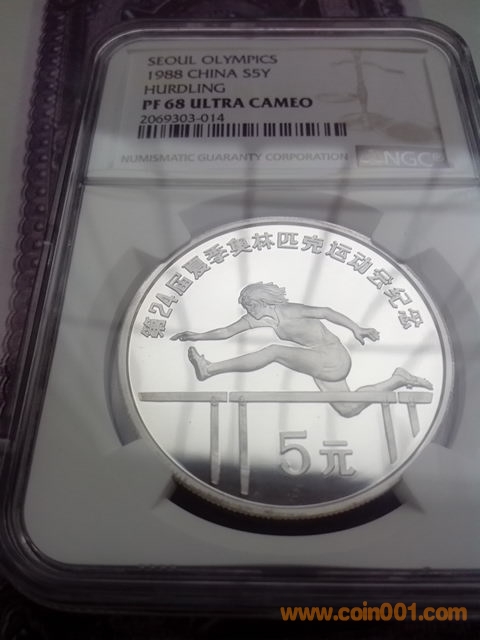 SEOUL OLYMPICS
1988 CHINA S5Y
HURDLING
PF 68 ULTRA CAMEO
2069303-014
NUMISMATIC GUARANTY CORPORATION
NGC
第24届夏季奥林匹克运动会纪念
5元
www.coin001.com